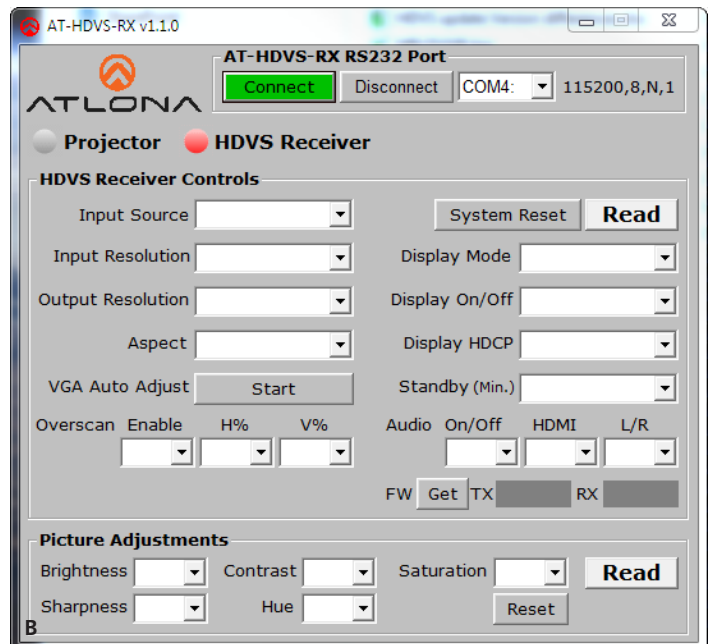 AT-HDVS-RX v1.1.0
AT-HDVS-RX RS232 Port
ATLONA
Connect Disconnect COM4: 115200,8,N,1
Projector HDVS Receiver
HDVS Receiver Controls
Input Source System Reset Read
Input Resolution Display Mode
Output Resolution Display On/Off
Aspect Display HDCP
VGA Auto Adjust Start Standby (Min.)
Overscan Enable H% V% Audio On/Off HDMI L/R
FW Get TX RX
Picture Adjustments
Brightness Contrast Saturation Read
Sharpness Hue Reset
B